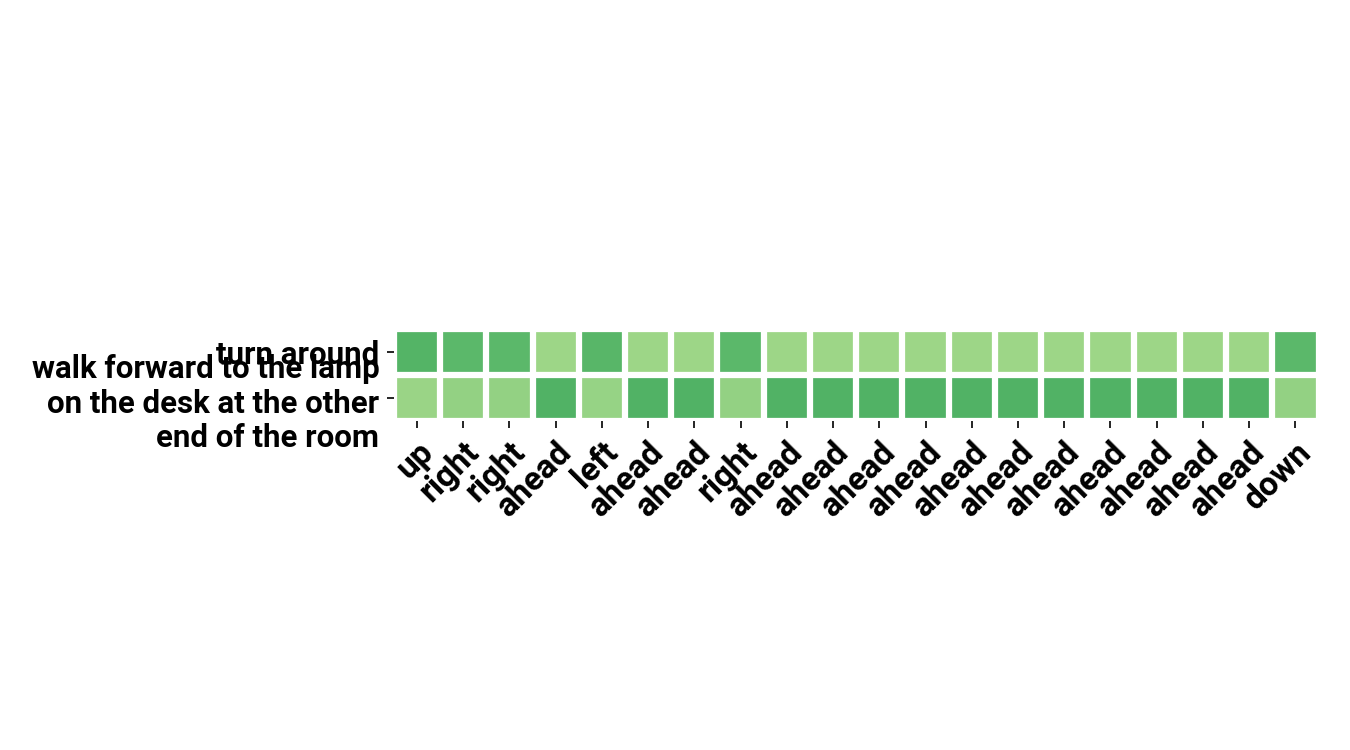 turn around
walk forward to the lamp
on the desk at the other
end of the room
up
right
right
ahead
left
ahead
ahead
right
ahead
ahead
ahead
ahead
ahead
ahead
ahead
ahead
ahead
ahead
ahead
down